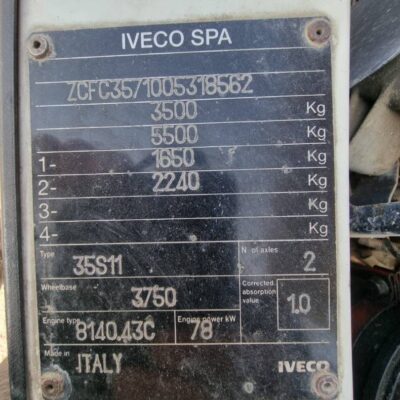 IVECO SPA
ZCFC3571005318562
3500 Kg
5500 Kg
1- 1650 Kg
2- 2240 Kg
3- Kg
4- Kg
Type 35S11 N. of axles 2
Wheelbase 3750 Corrected absorption value 1.0
Engine type 8140.43C Engine power kW 78
Made in ITALY IVECO